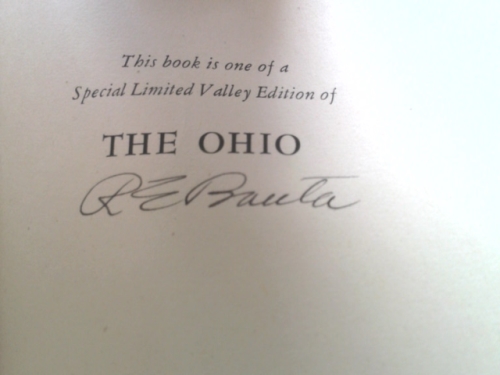 This book is one of a
Special Limited Valley Edition of
THE OHIO
R E Banta